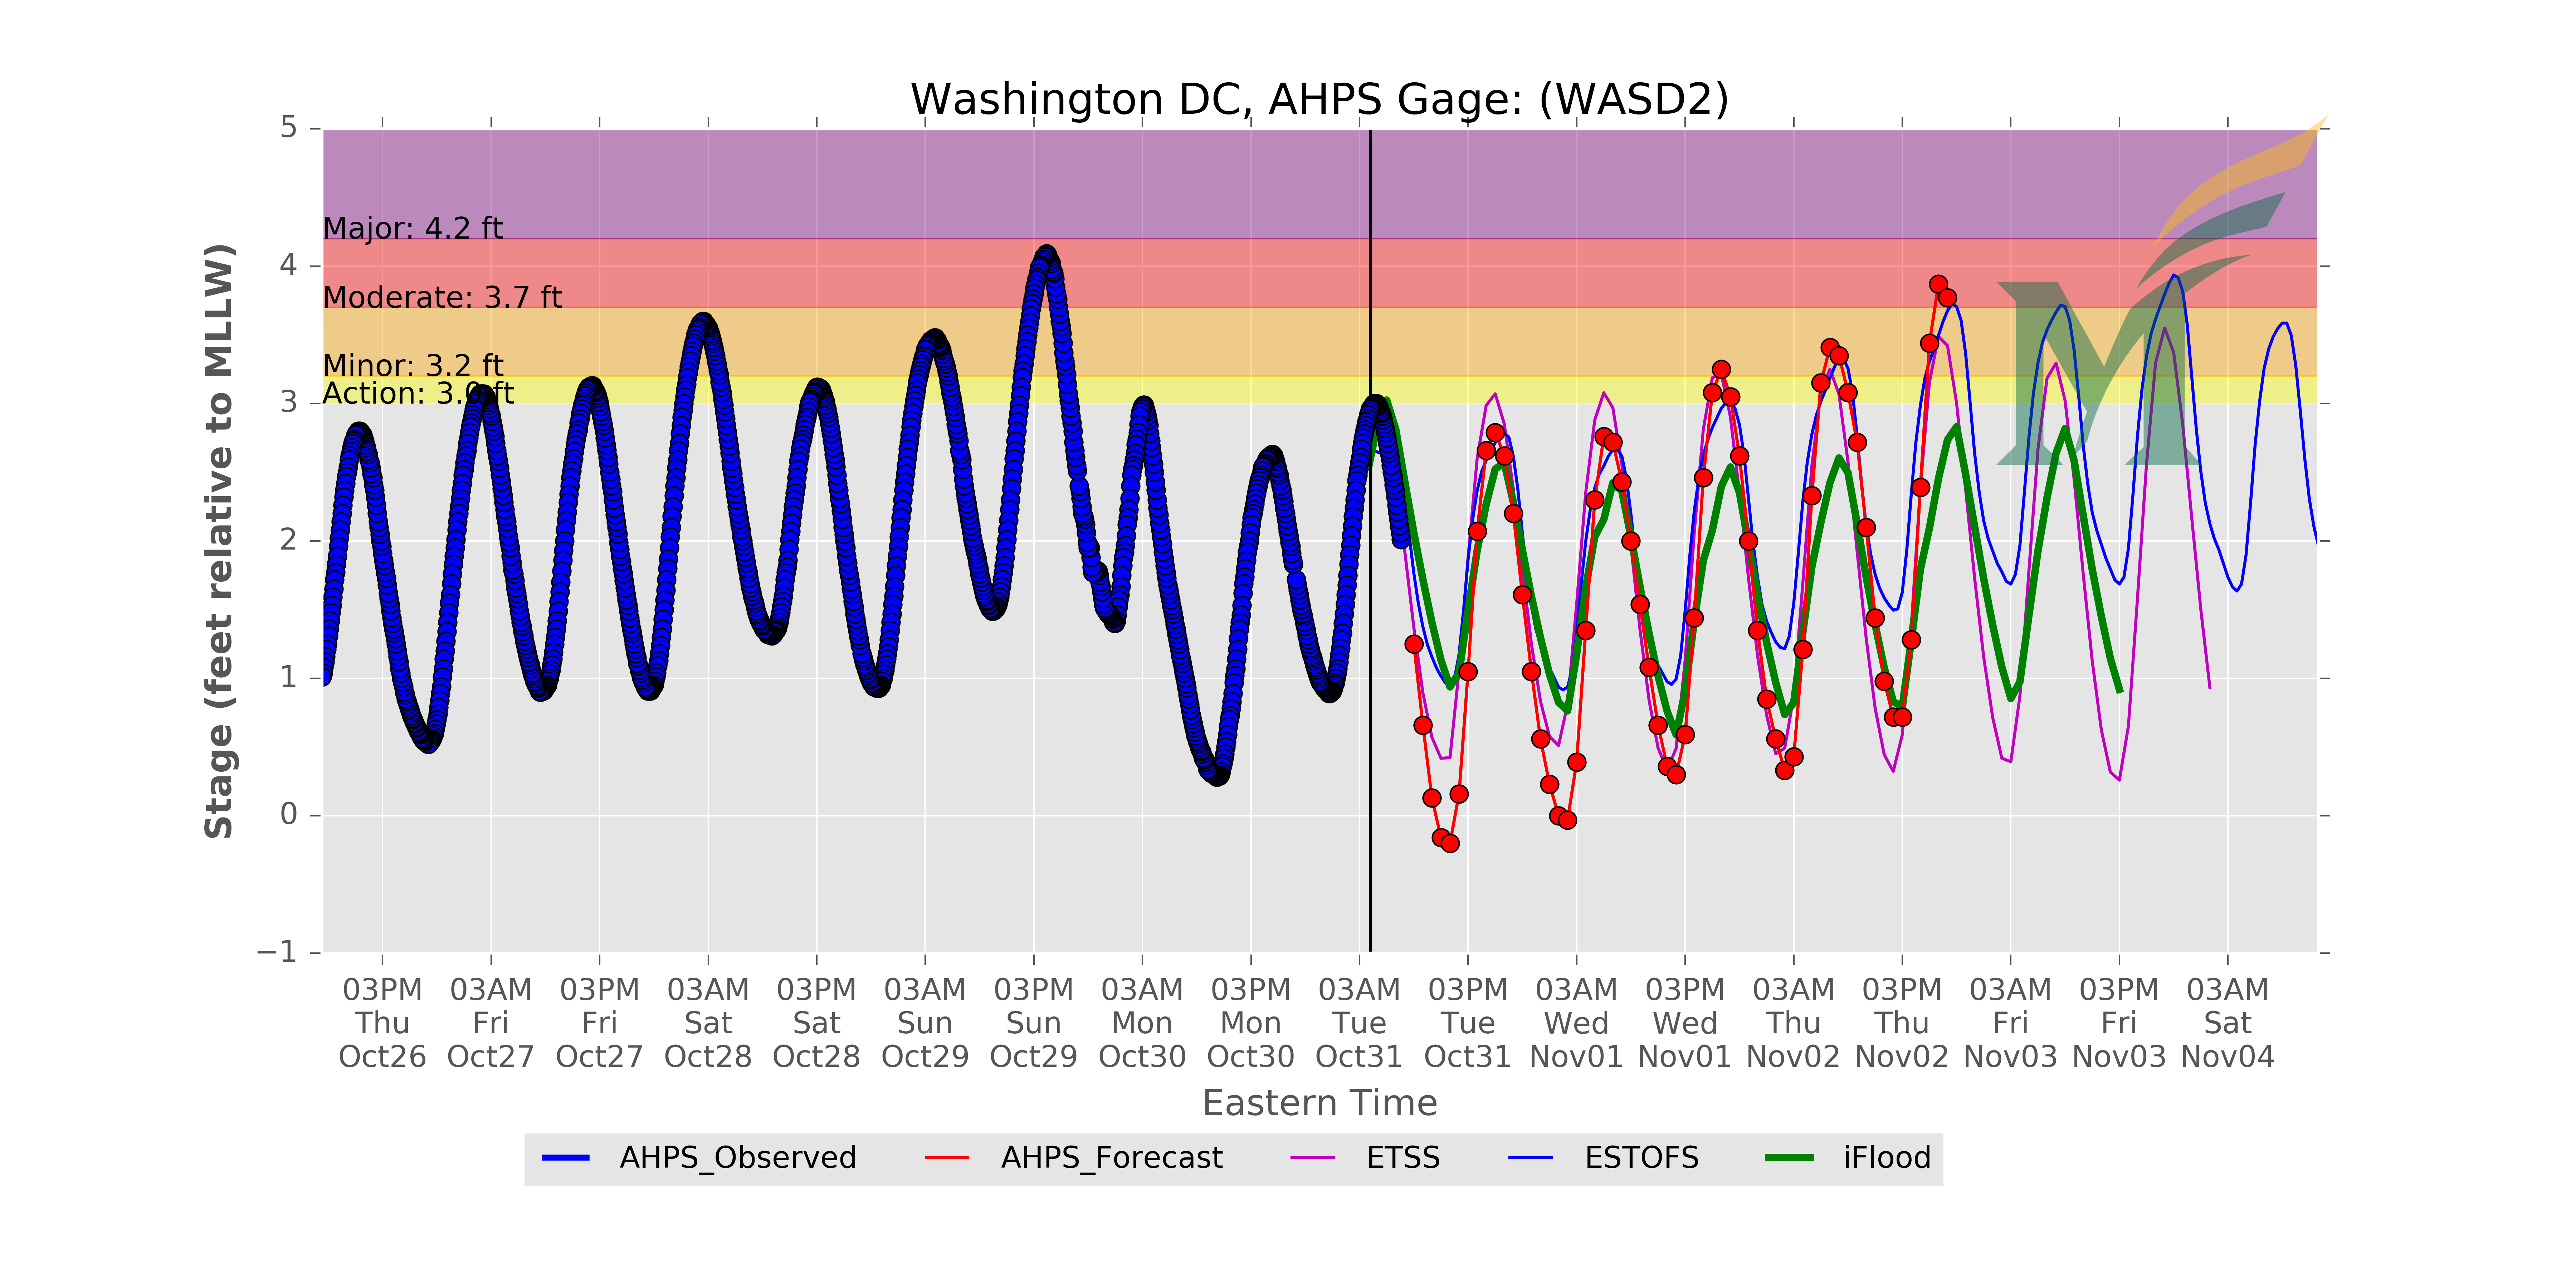 Washington DC, AHPS Gage: (WASD2)
5
Major: 4.2 ft
4
Moderate: 3.7 ft
Minor: 3.2 ft
Action: 3.0 ft
3
2
1
0
−1
Stage (feet relative to MLLW)
03PM 03AM 03PM 03AM 03PM 03AM 03PM 03AM 03PM 03AM 03PM 03AM 03PM 03AM 03PM 03AM 03PM 03AM
Thu Fri Fri Sat Sat Sun Sun Mon Mon Tue Tue Wed Wed Thu Thu Fri Fri Sat
Oct26 Oct27 Oct27 Oct28 Oct28 Oct29 Oct29 Oct30 Oct30 Oct31 Oct31 Nov01 Nov01 Nov02 Nov02 Nov03 Nov03 Nov04
Eastern Time
AHPS_Observed AHPS_Forecast ETSS ESTOFS iFlood